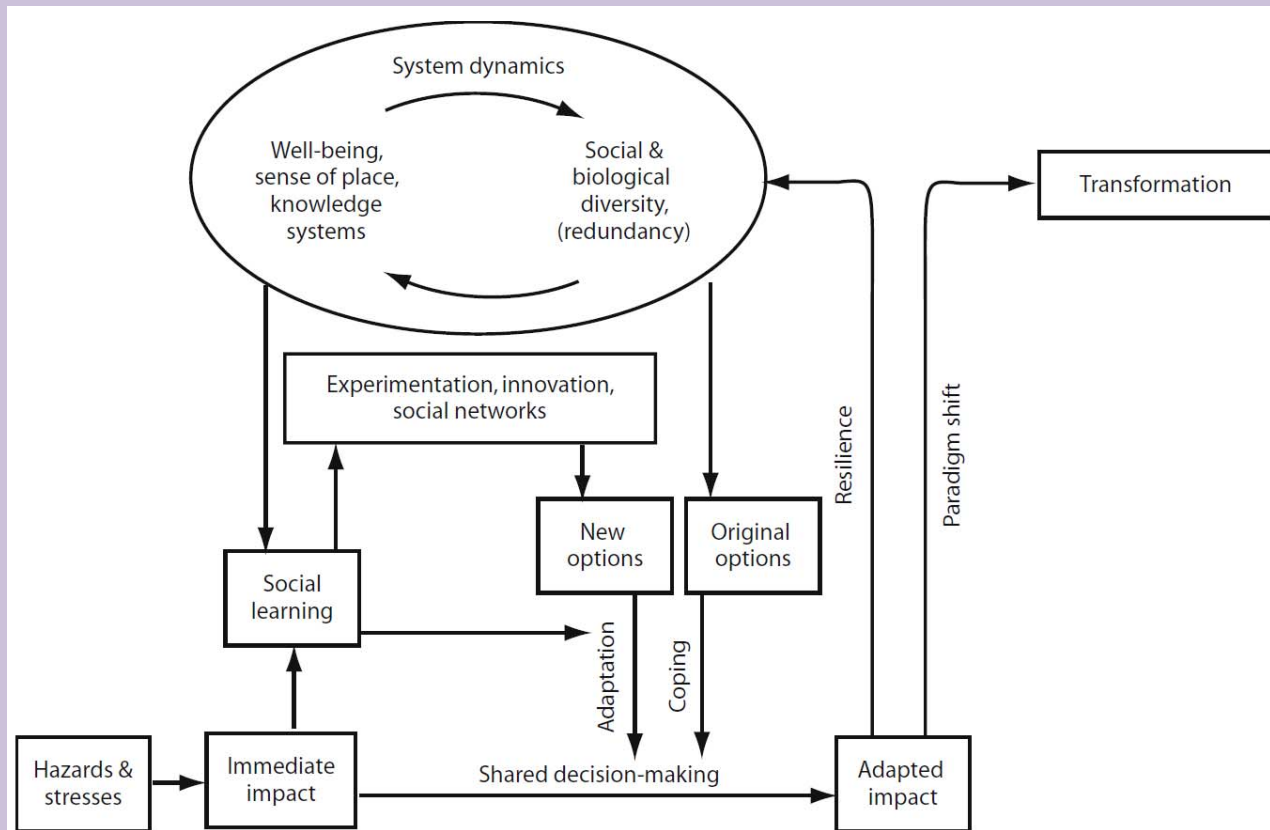 System dynamics
Well-being,
sense of place,
knowledge
systems
Social &
biological
diversity,
(redundancy)
Transformation
Experimentation, innovation,
social networks
Resilience
Paradigm shift
New
options
Original
options
Social
learning
Adaptation
Coping
Hazards &
stresses
Immediate
impact
Shared decision-making
Adapted
impact